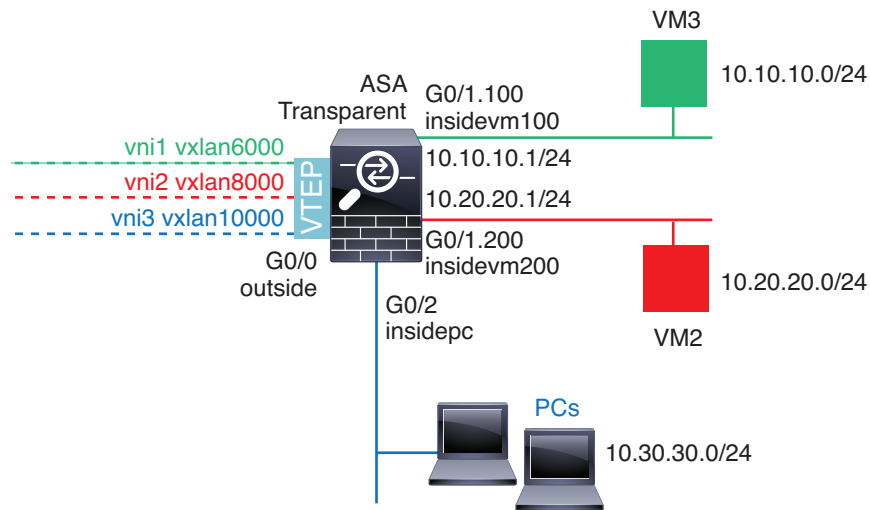 VM3
10.10.10.0/24
ASA
Transparent
G0/1.100
insidevm100
vni1 vxlan6000
vni2 vxlan8000
vni3 vxlan10000
VTEP
10.10.10.1/24
10.20.20.1/24
G0/1.200
insidevm200
G0/0
outside
10.20.20.0/24
VM2
G0/2
insidepc
PCs
10.30.30.0/24